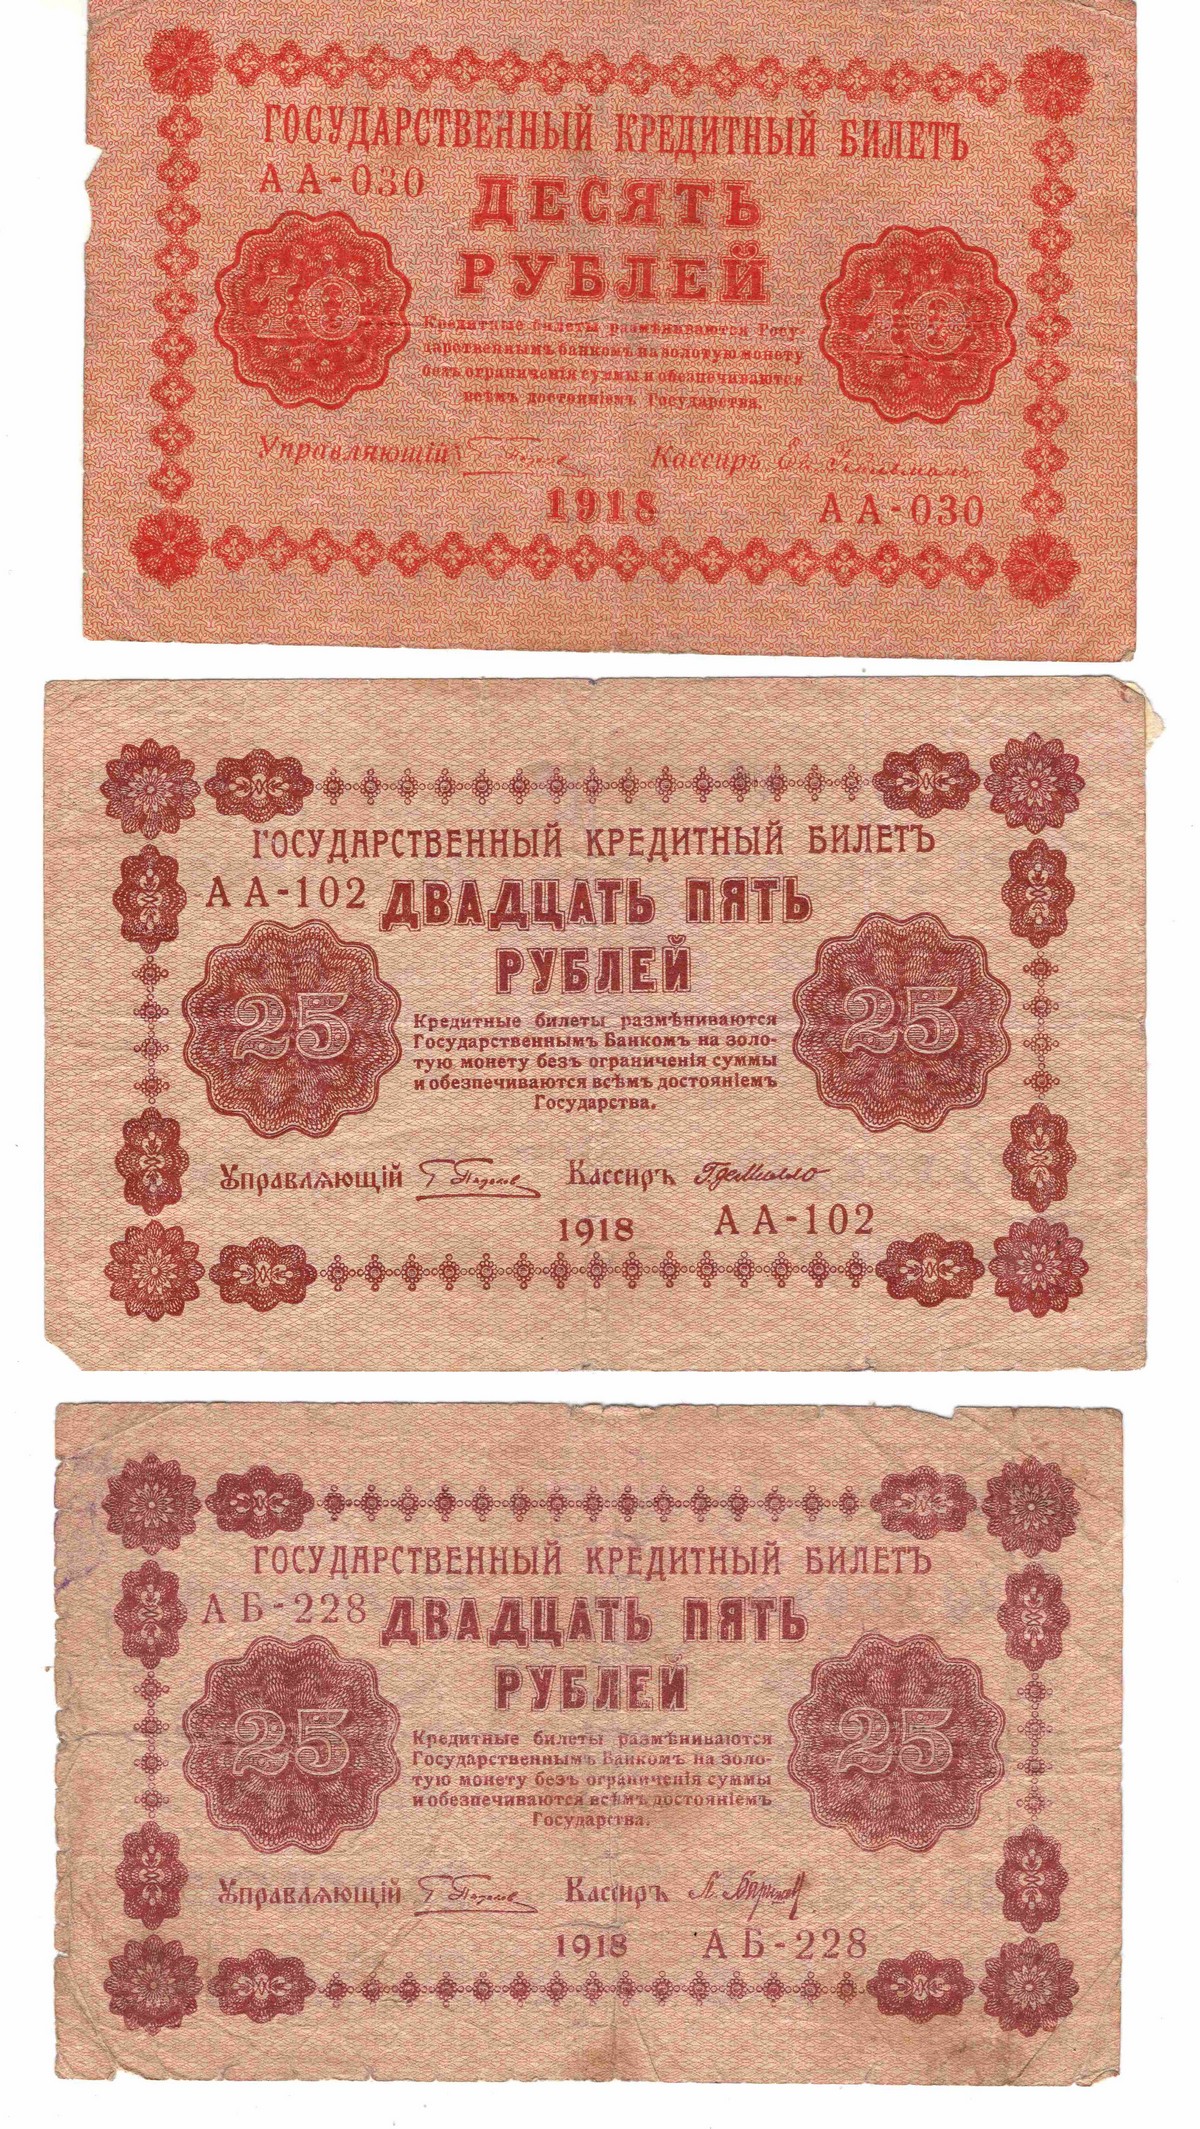 ГОСУДАРСТВЕННЫЙ КРЕДИТНЫЙ БИЛЕТЪ
АА-030
ДЕСЯТЬ
РУБЛЕЙ
10
10
Кредитные билеты размѣниваются Госу-
дарственнымъ банкомъ на золотую монету
безъ ограниченія суммы и обезпечиваются
всѣмъ достояніемъ Государства.
Управляющій
Кассиръ
1918
АА-030
ГОСУДАРСТВЕННЫЙ КРЕДИТНЫЙ БИЛЕТЪ
АА-102
ДВАДЦАТЬ ПЯТЬ
РУБЛЕЙ
25
25
Кредитные билеты размѣниваются
Государственнымъ Банкомъ на золо-
тую монету безъ ограниченія суммы
и обезпечиваются всѣмъ достояніемъ
Государства.
Управляющій
Кассиръ
1918
АА-102
ГОСУДАРСТВЕННЫЙ КРЕДИТНЫЙ БИЛЕТЪ
АБ-228
ДВАДЦАТЬ ПЯТЬ
РУБЛЕЙ
25
25
Кредитные билеты размѣниваются
Государственнымъ Банкомъ на золо-
тую монету безъ ограниченія суммы
и обезпечиваются всѣмъ достояніемъ
Государства.
Управляющій
Кассиръ
1918
АБ-228